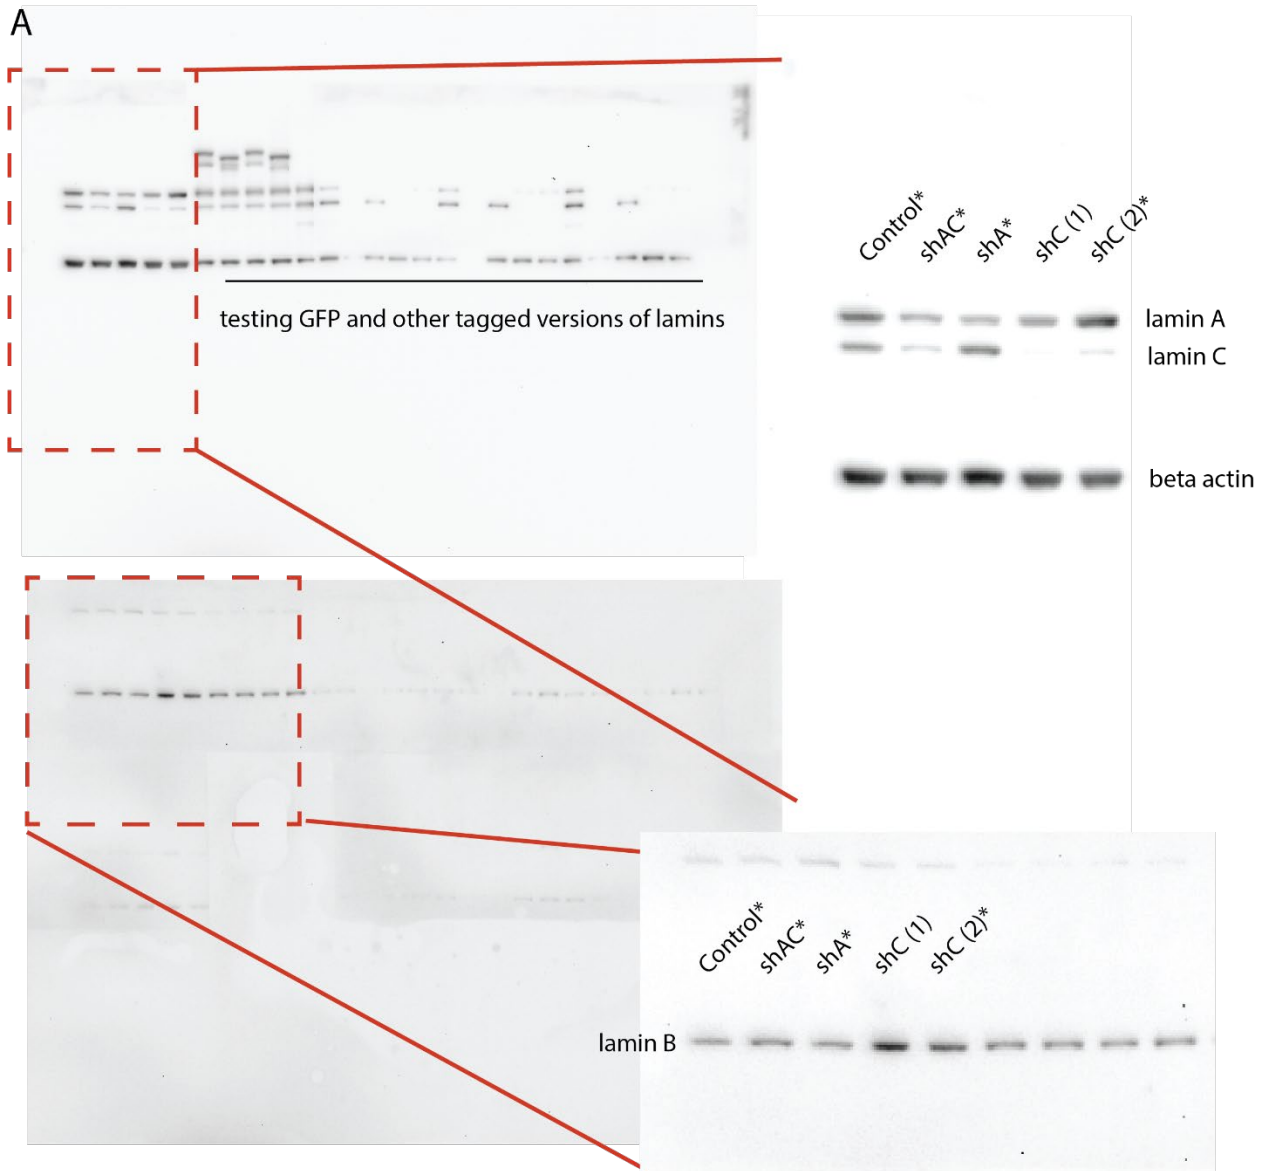 A
testing GFP and other tagged versions of lamins
Control*
shAC*
shA*
shC (1)
shC (2)*
lamin A
lamin C
beta actin
Control*
shAC*
shA*
shC (1)
shC (2)*
lamin B